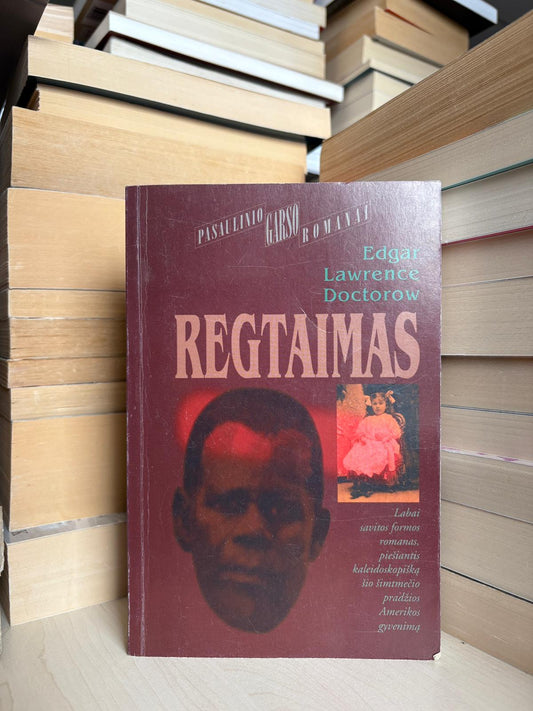 PASAULINIO GARSO ROMANAI
Edgar
Lawrence
Doctorow
REGTAIMAS
Labai
savitos formos
romanas,
piešiantis
kaleidoskopišką
šio šimtmečio
pradžios
Amerikos
gyvenimą